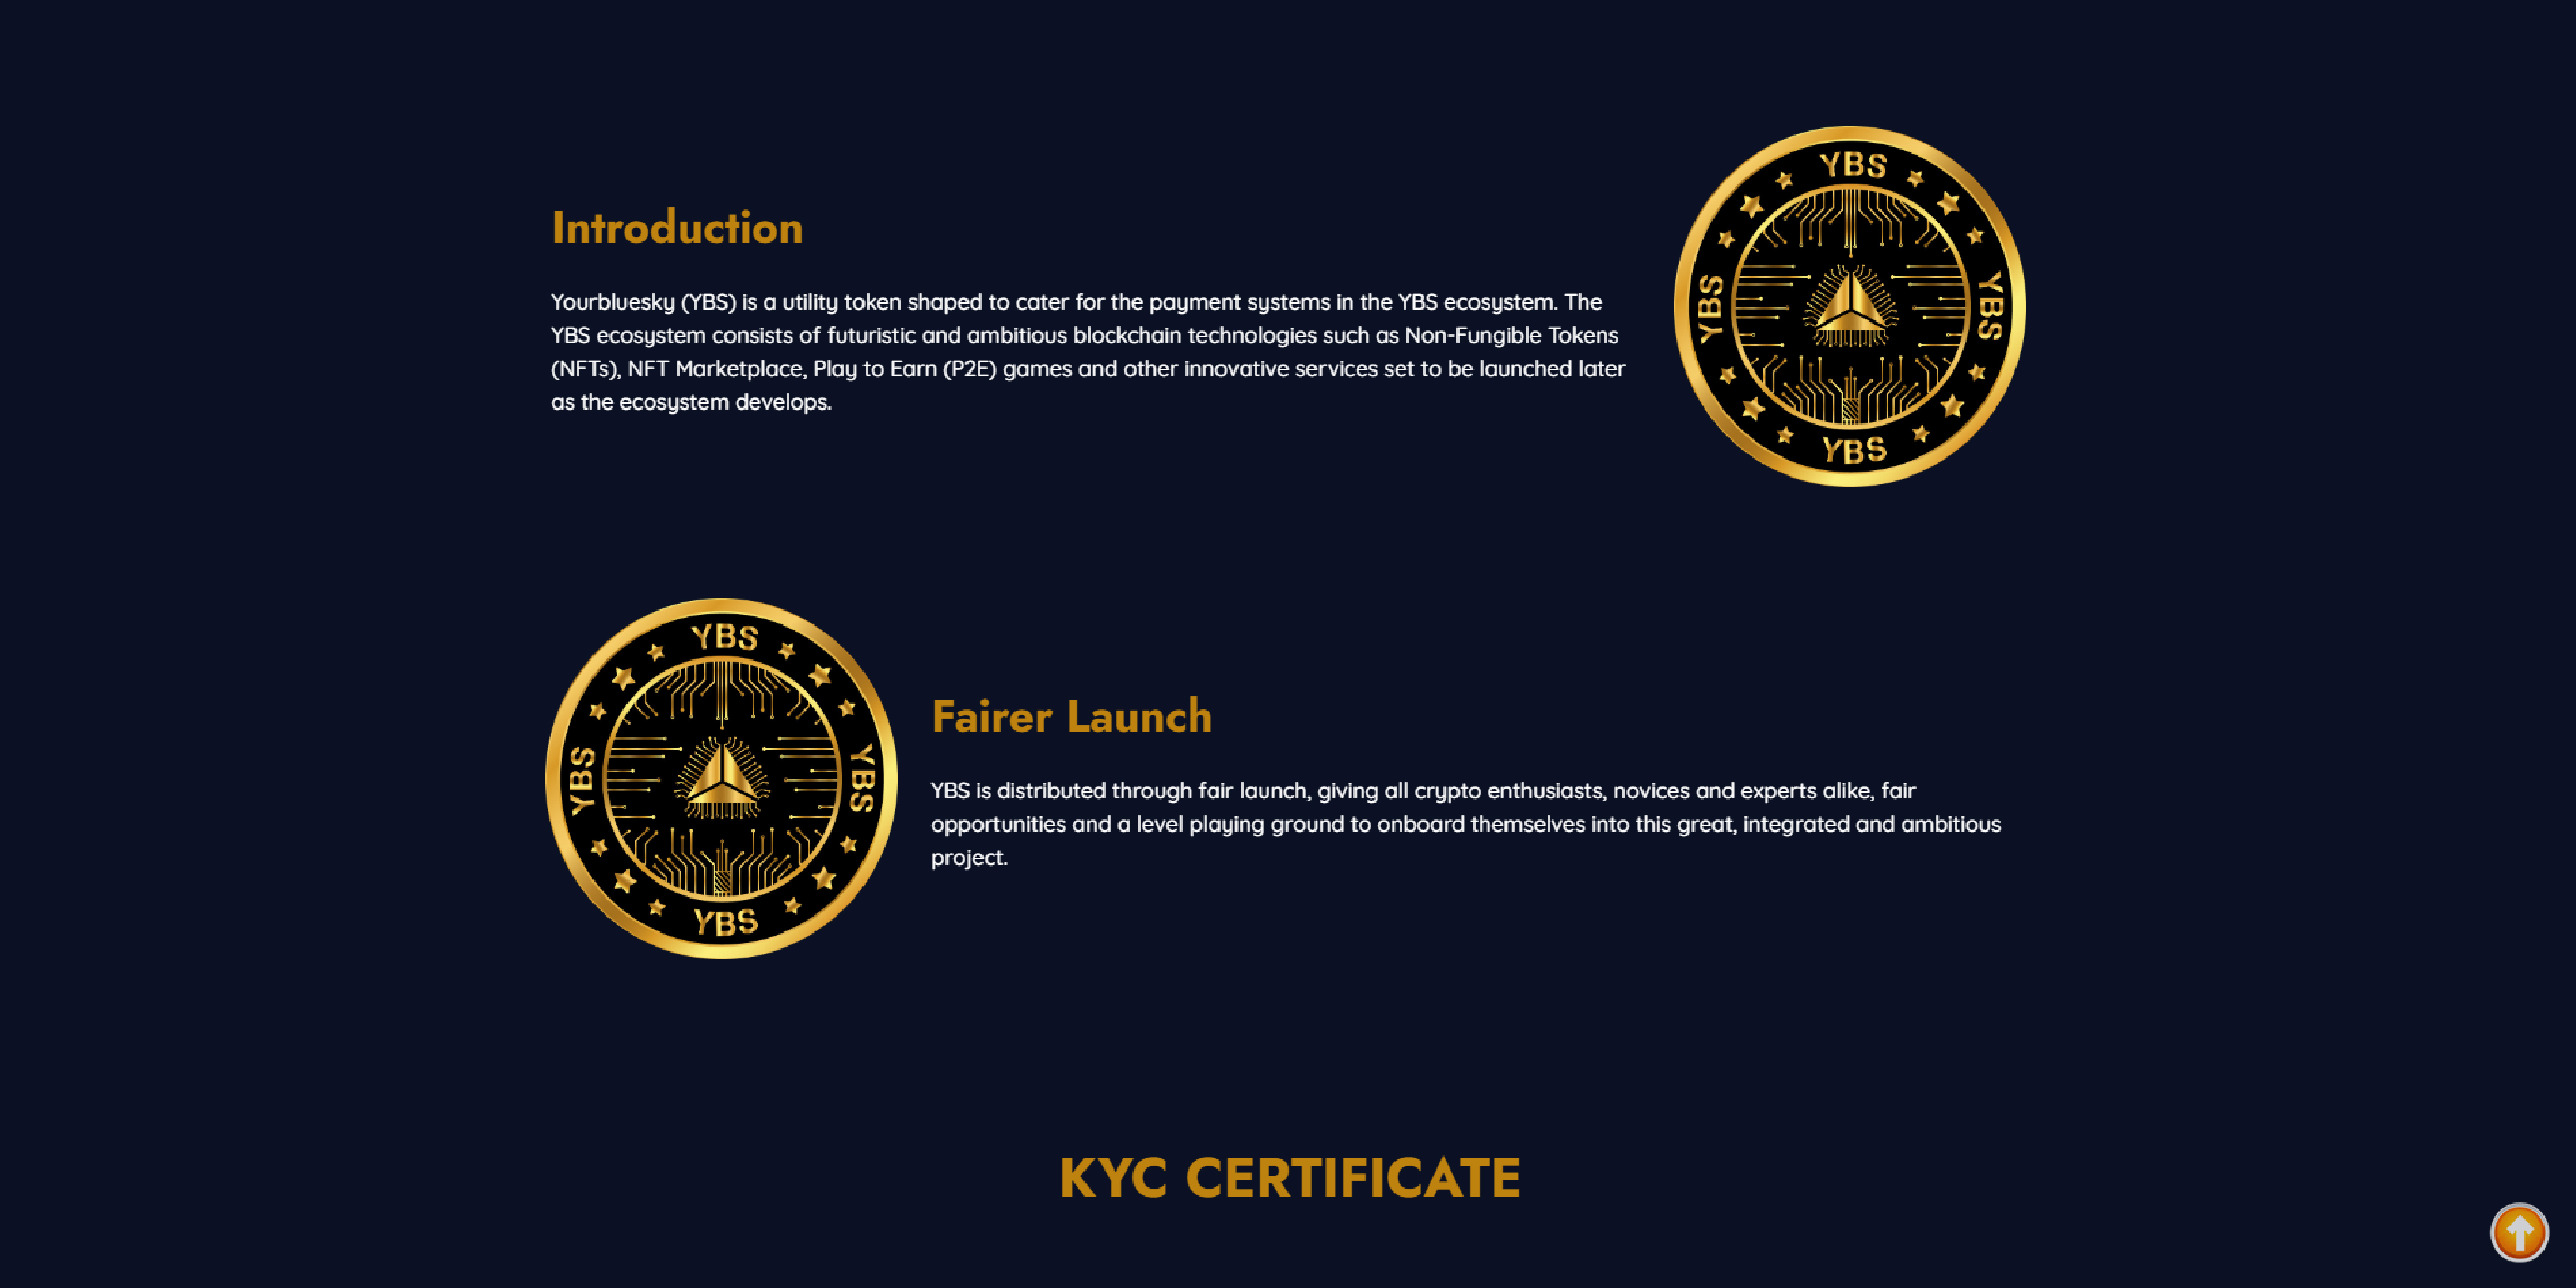 Introduction
Yourbluesky (YBS) is a utility token shaped to cater for the payment systems in the YBS ecosystem. The
YBS ecosystem consists of futuristic and ambitious blockchain technologies such as Non-Fungible Tokens
(NFTs), NFT Marketplace, Play to Earn (P2E) games and other innovative services set to be launched later
as the ecosystem develops.
YBS
YBS
YBS
YBS
YBS
YBS
YBS
YBS
Fairer Launch
YBS is distributed through fair launch, giving all crypto enthusiasts, novices and experts alike, fair
opportunities and a level playing ground to onboard themselves into this great, integrated and ambitious
project.
KYC CERTIFICATE